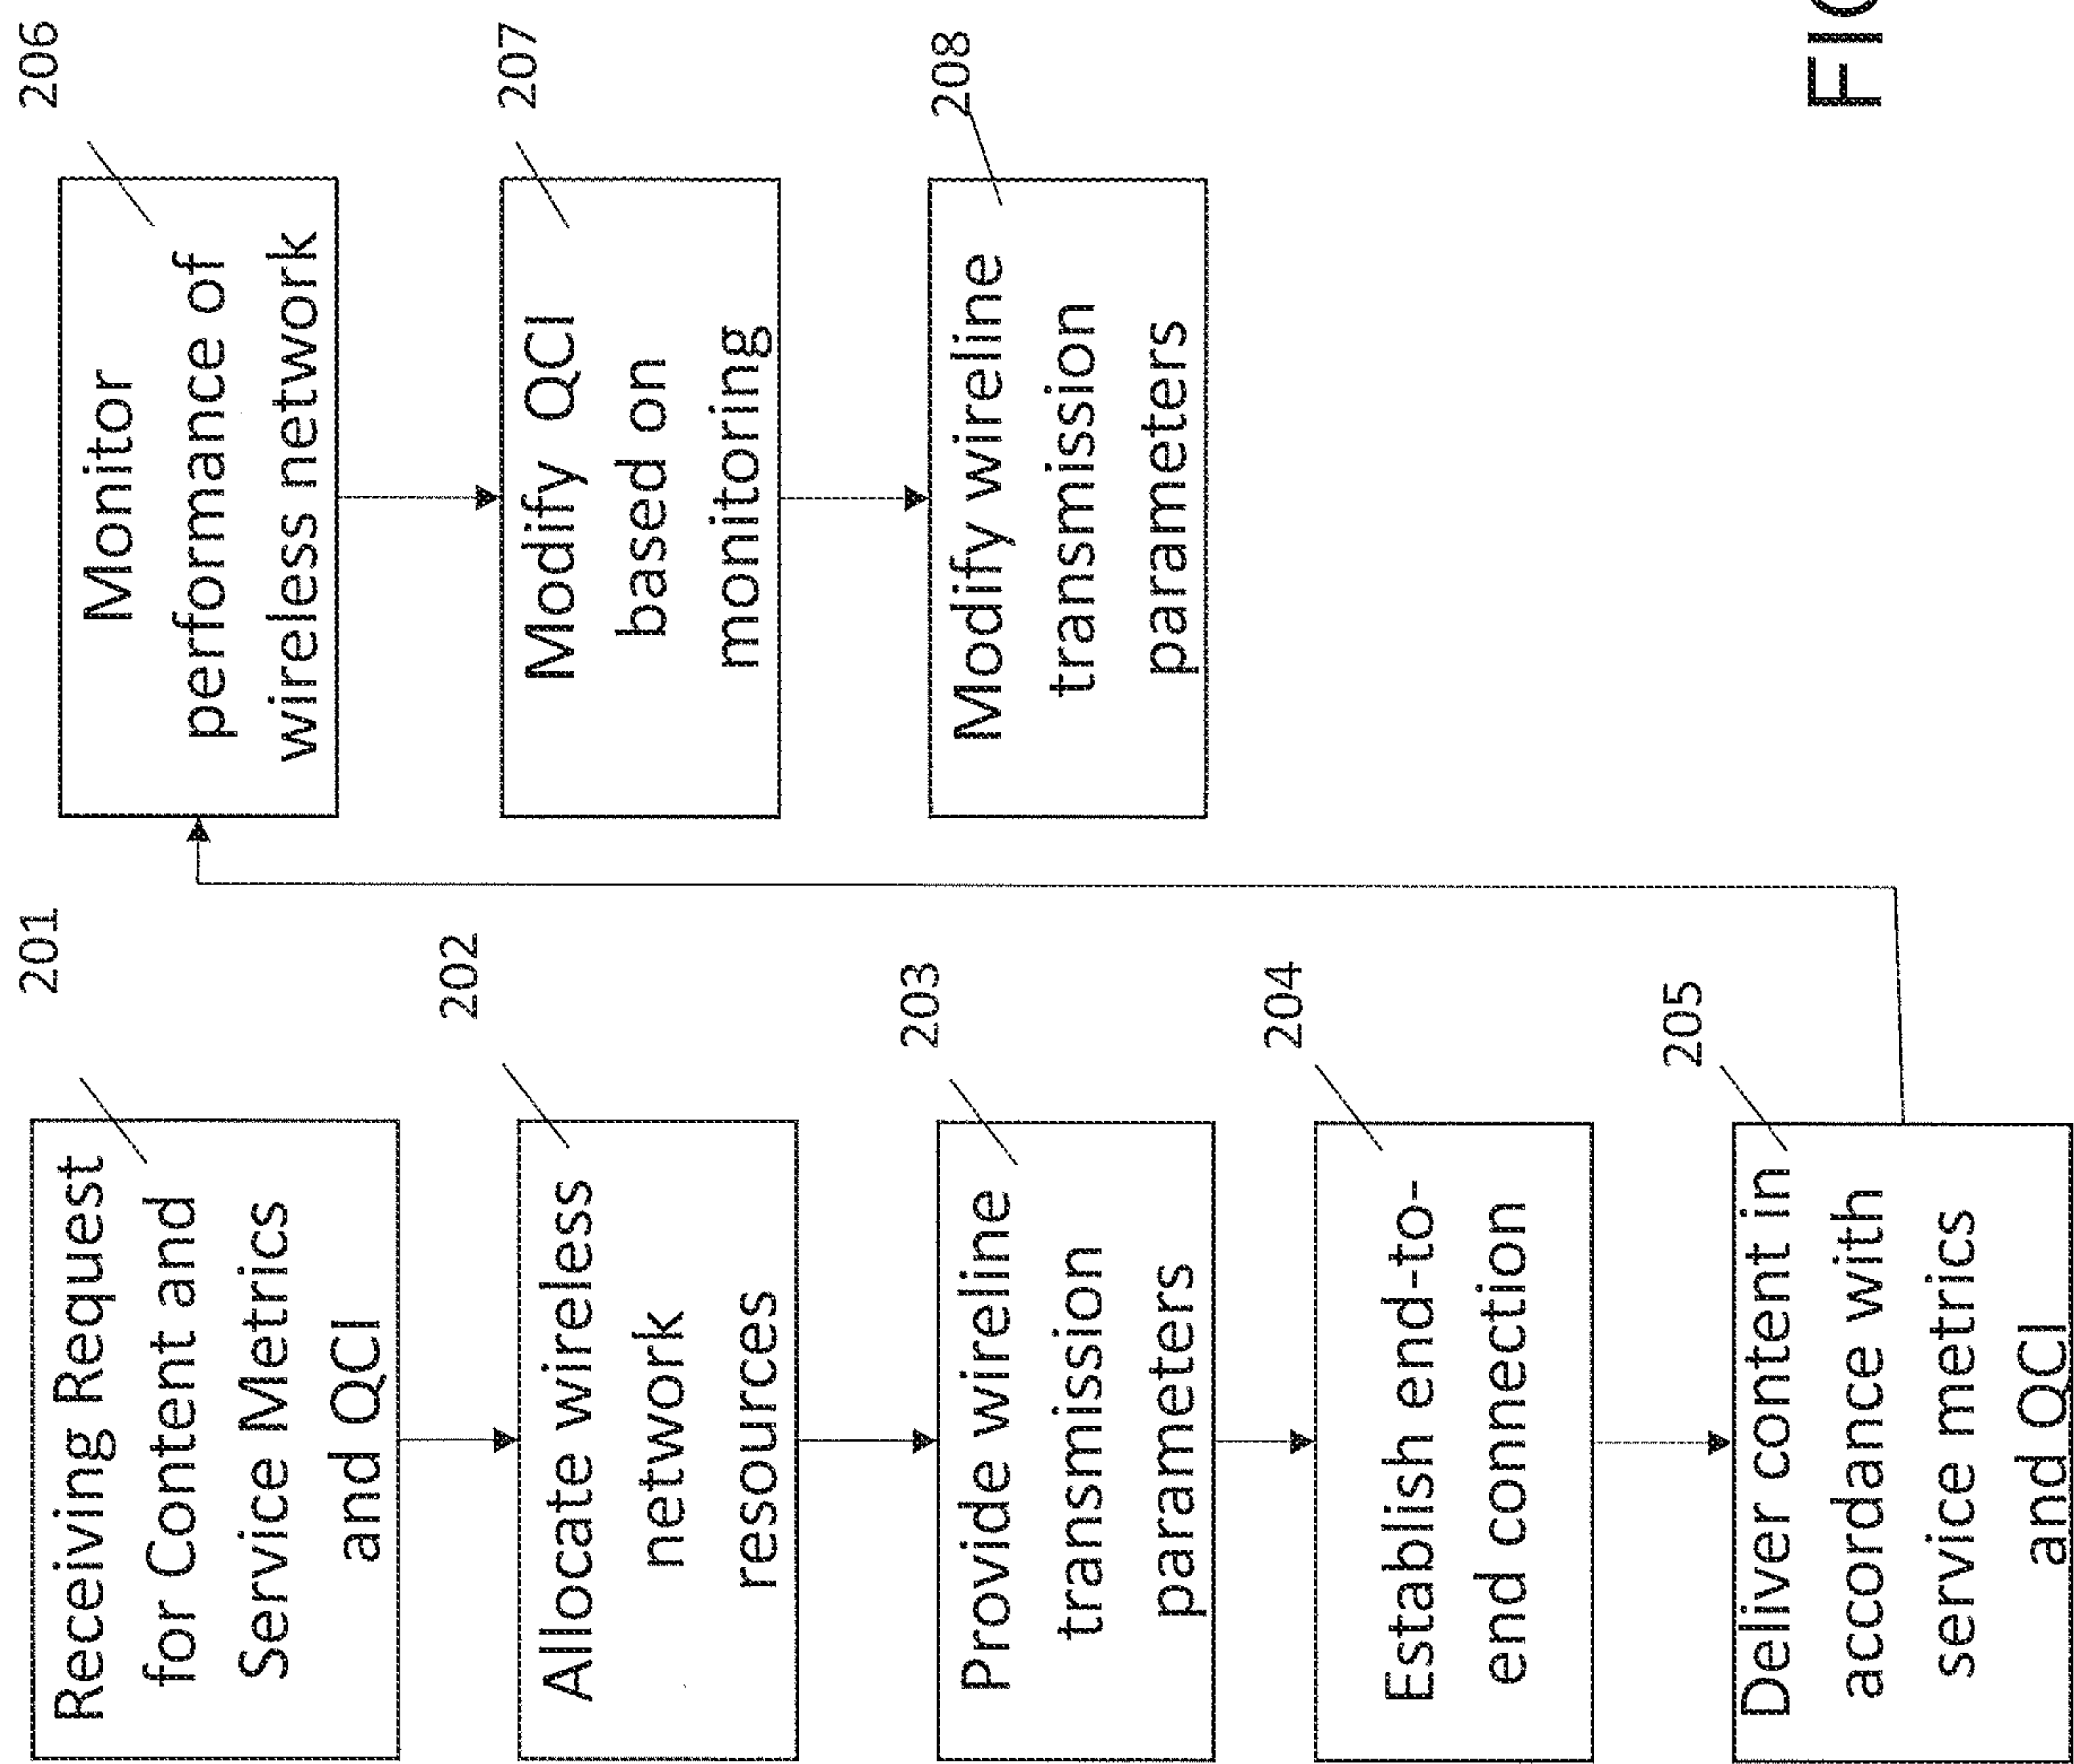 201
Receiving Request
for Content and
Service Metrics
and QCI
202
Allocate wireless
network
resources
203
Provide wireline
transmission
parameters
204
Establish end-to-
end connection
205
Deliver content in
accordance with
service metrics
and QCI
206
Monitor
performance of
wireless network
207
Modify QCI
based on
monitoring
208
Modify wireline
transmission
parameters